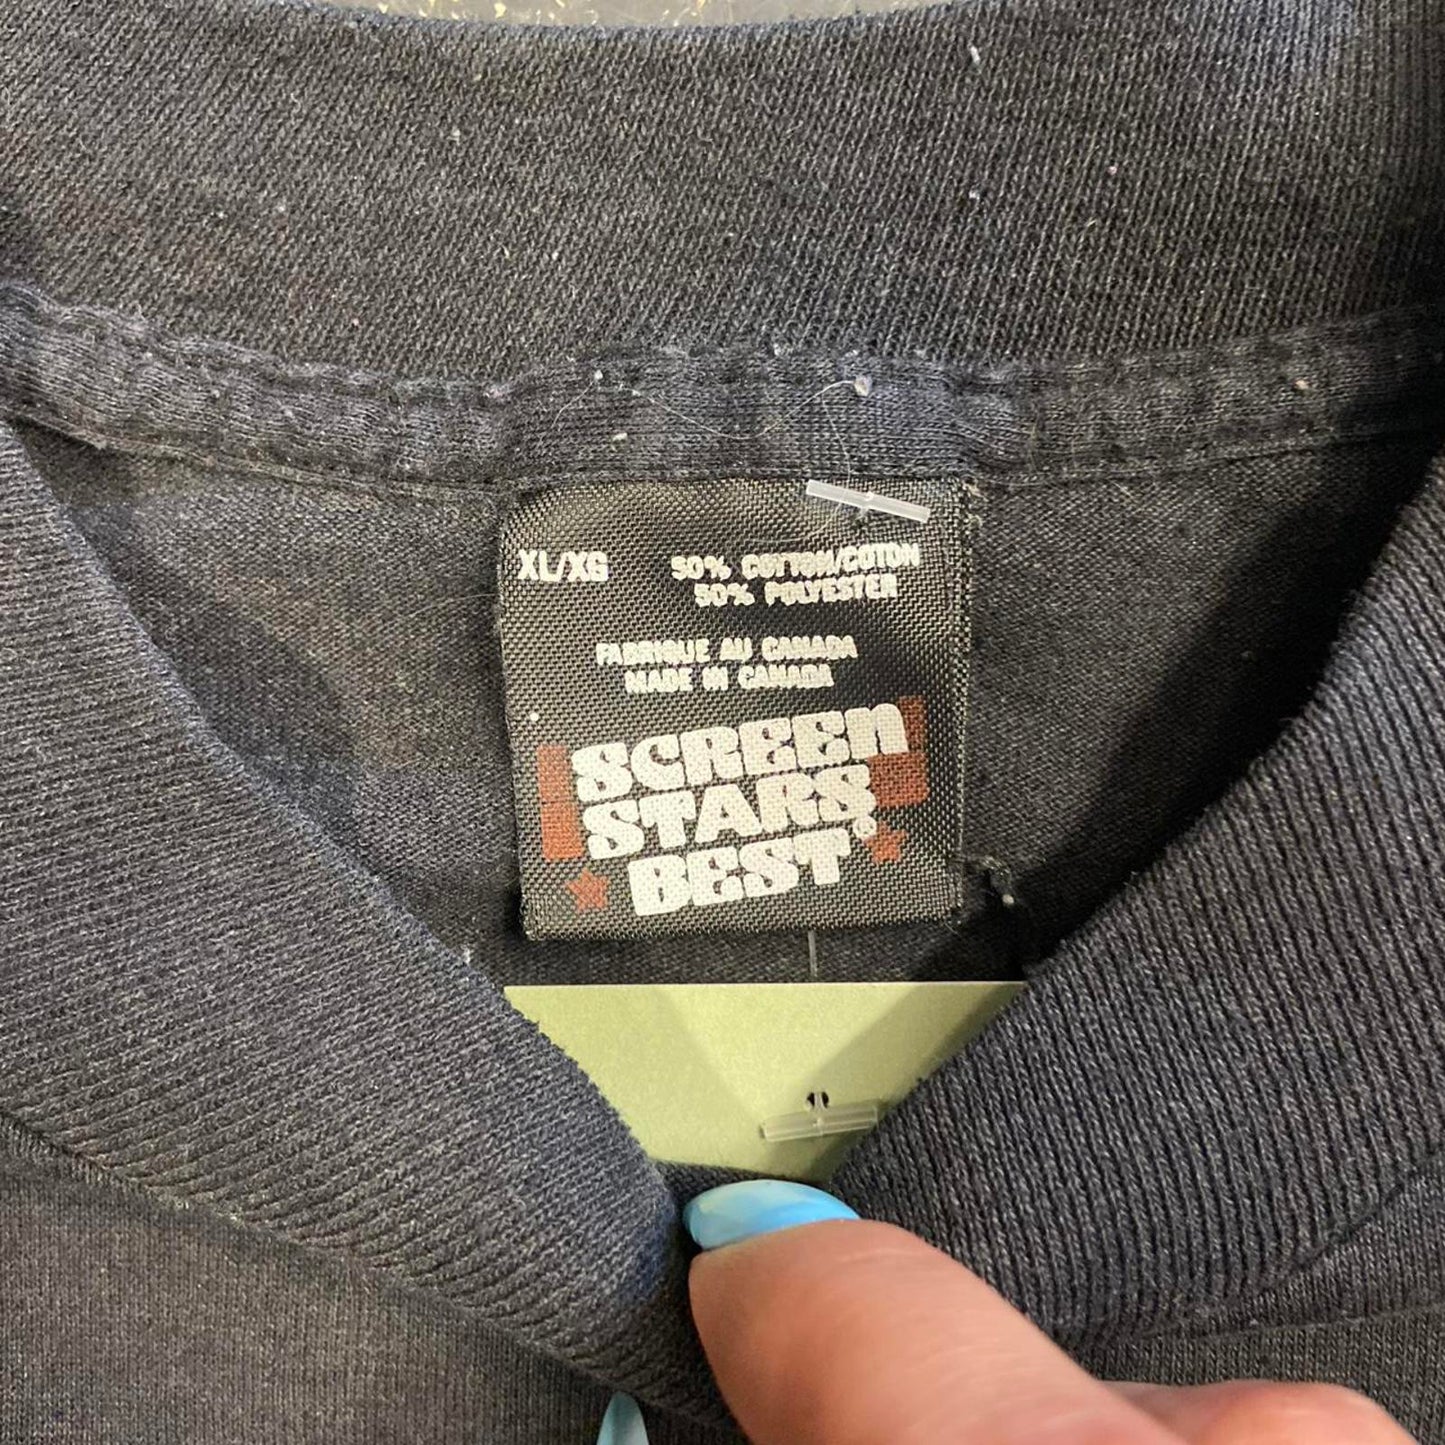 XL/XG
50% COTTON/COTON
50% POLYESTER
FABRIQUE AU CANADA
MADE IN CANADA
SCREEN
STARS
BEST®